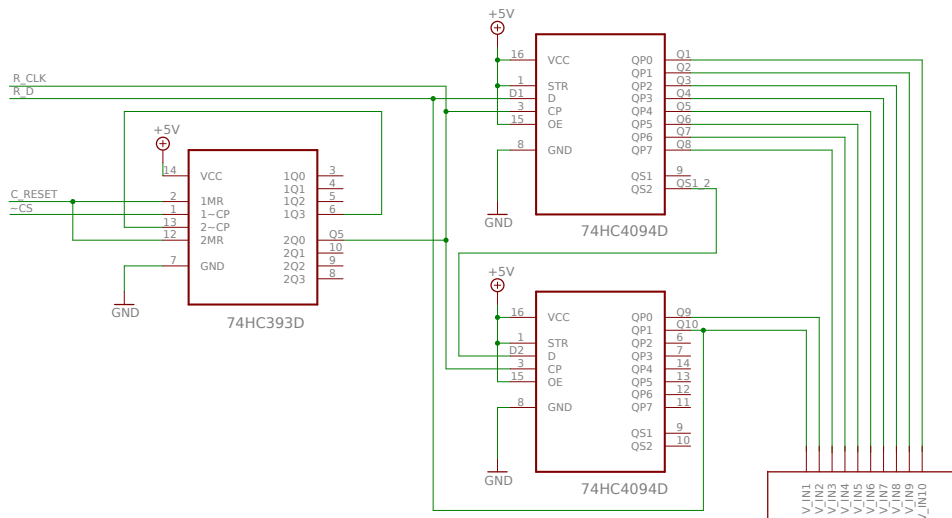 +5V
16 VCC QP0 Q1
QP1 Q2
1 STR QP2 Q3
D1 D QP3 Q4
3 CP QP4 Q5
15 OE QP5 Q6
QP6 Q7
8 GND QP7 Q8
QS1 9
QS2 QS1_2
GND
74HC4094D
R_CLK
R_D
+5V
14 VCC 1Q0 3
1Q1 4
C_RESET 2 1MR 1Q2 5
~CS 1 1~CP 1Q3 6
13 2~CP
12 2MR 2Q0 Q5
2Q1 10
7 GND 2Q2 9
2Q3 8
GND
74HC393D
+5V
16 VCC QP0 Q9
QP1 Q10
1 STR QP2 6
D2 D QP3 7
3 CP QP4 14
15 OE QP5 13
QP6 12
8 GND QP7 11
QS1 9
QS2 10
GND
74HC4094D
V_IN1
V_IN2
V_IN3
V_IN4
V_IN5
V_IN6
V_IN7
V_IN8
V_IN9
V_IN10